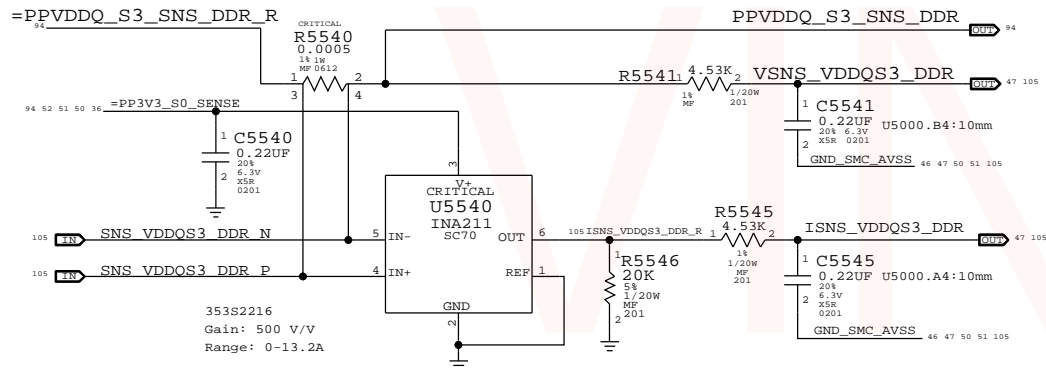 =PPVDDQ_S3_SNS_DDR_R
94
CRITICAL
R5540
0.0005
1% 1W
MF 0612
1 2
3 4
PPVDDQ_S3_SNS_DDR
OUT 94
R5541
1 4.53K 2
1%
MF
1/20W
201
VSNS_VDDQS3_DDR
OUT 47 105
1 C5541
0.22UF
20% 6.3V
X5R 0201
2
U5000.B4:10mm
GND_SMC_AVSS 46 47 50 51 105
94 52 51 50 36 =PP3V3_S0_SENSE
1 C5540
0.22UF
20%
6.3V
X5R
0201
2
3
V+
CRITICAL
U5540
INA211
SC70
105 IN SNS_VDDQS3_DDR_N 5 IN-
105 IN SNS_VDDQS3_DDR_P 4 IN+
OUT 6
REF 1
GND
2
105 ISNS_VDDQS3_DDR_R
R5545
1 4.53K 2
1%
1/20W
MF
201
ISNS_VDDQS3_DDR
OUT 47 105
1 R5546
20K
5%
1/20W
MF
2 201
1 C5545
0.22UF
20%
6.3V
X5R
0201
2
U5000.A4:10mm
GND_SMC_AVSS 46 47 50 51 105
353S2216
Gain: 500 V/V
Range: 0-13.2A
VIN